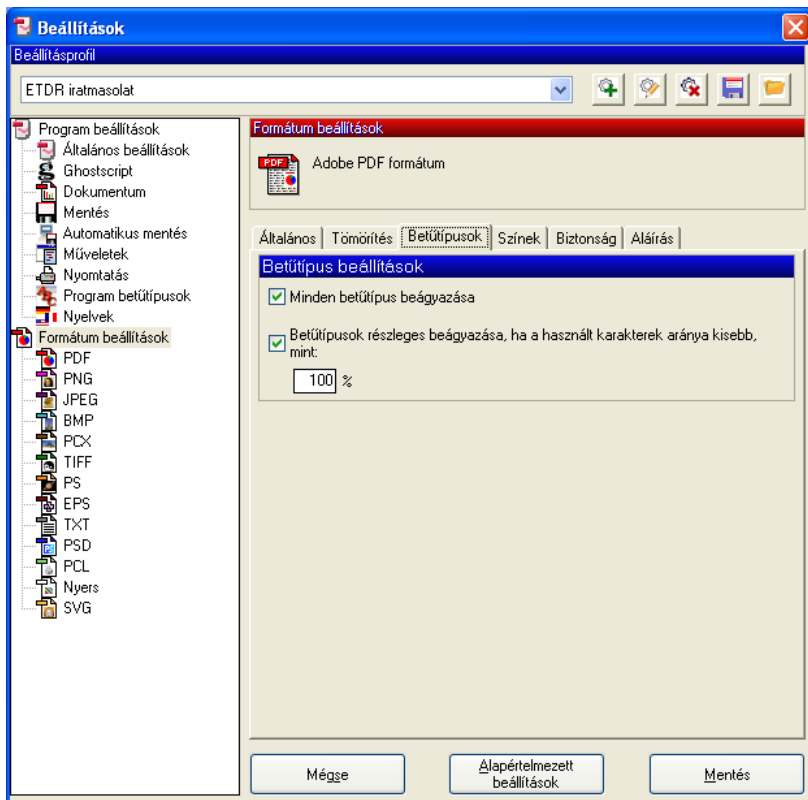 Beállítások
Beállításprofil
ETDR iratmasolat
Program beállítások
Általános beállítások
Ghostscript
Dokumentum
Mentés
Automatikus mentés
Műveletek
Nyomtatás
Program betűtípusok
Nyelvek
Formátum beállítások
PDF
PNG
JPEG
BMP
PCX
TIFF
PS
EPS
TXT
PSD
PCL
Nyers
SVG
Formátum beállítások
PDF
Adobe PDF formátum
Általános Tömörítés Betűtípusok Színek Biztonság Aláírás
Betűtípus beállítások
Minden betűtípus beágyazása
Betűtípusok részleges beágyazása, ha a használt karakterek aránya kisebb,
mint:
100 %
Mégse
Alapértelmezett
beállítások
Mentés